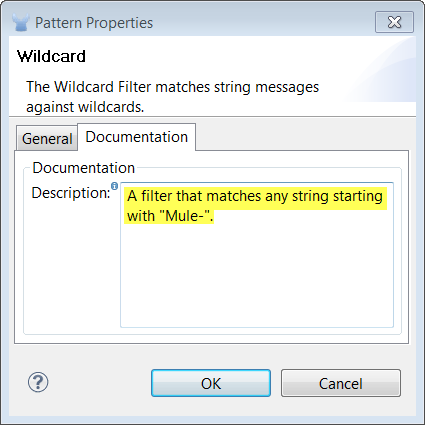 Pattern Properties
Wildcard
The Wildcard Filter matches string messages
against wildcards.
General
Documentation
Documentation
Description:
A filter that matches any string starting
with "Mule-".
OK
Cancel